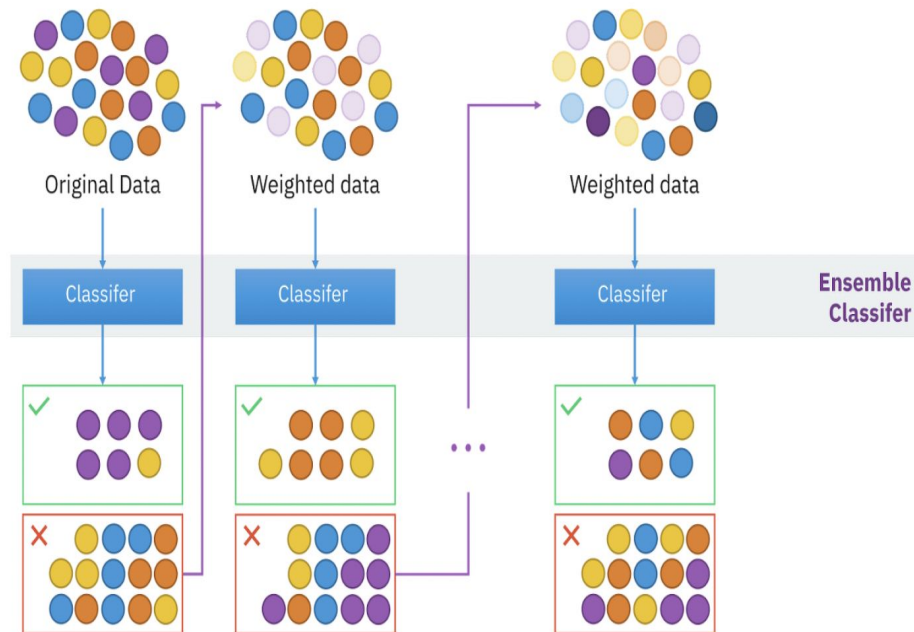 Original Data
Weighted data
Weighted data
Classifer
Classifer
Classifer
Ensemble
Classifer